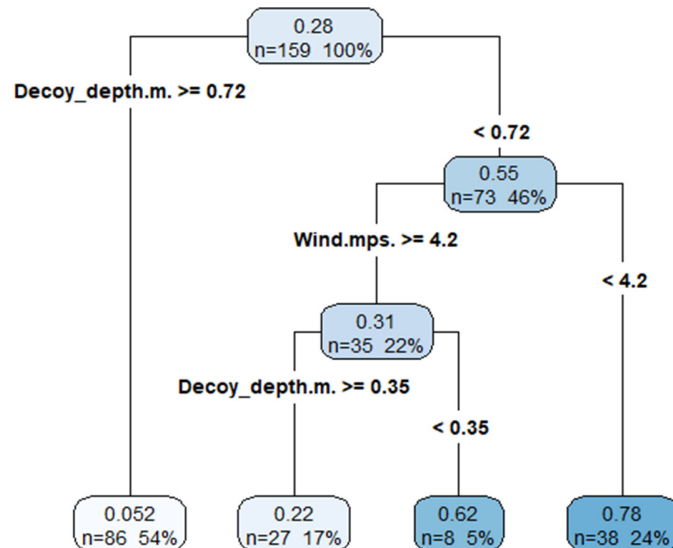 0.28
n=159 100%
Decoy_depth.m. >= 0.72
< 0.72
0.55
n=73 46%
Wind.mps. >= 4.2
< 4.2
0.31
n=35 22%
Decoy_depth.m. >= 0.35
< 0.35
0.052
n=86 54%
0.22
n=27 17%
0.62
n=8 5%
0.78
n=38 24%